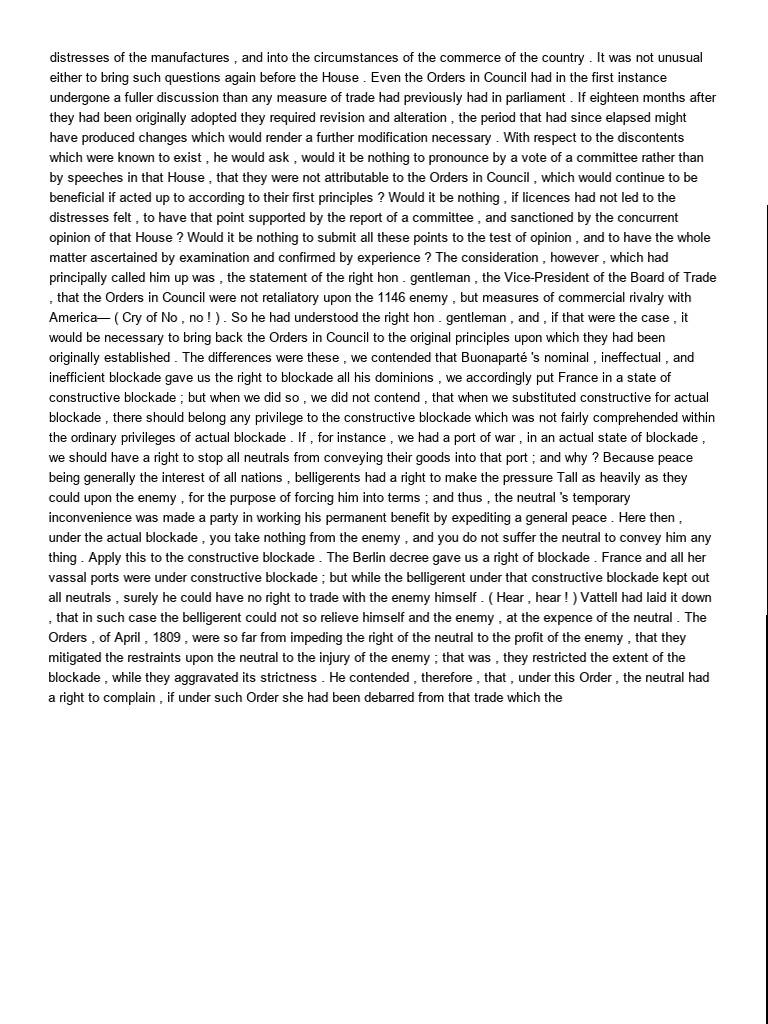 distresses of the manufactures , and into the circumstances of the commerce of the country . It was not unusual
either to bring such questions again before the House . Even the Orders in Council had in the first instance
undergone a fuller discussion than any measure of trade had previously had in parliament . If eighteen months after
they had been originally adopted they required revision and alteration , the period that had since elapsed might
have produced changes which would render a further modification necessary . With respect to the discontents
which were known to exist , he would ask , would it be nothing to pronounce by a vote of a committee rather than
by speeches in that House , that they were not attributable to the Orders in Council , which would continue to be
beneficial if acted up to according to their first principles ? Would it be nothing , if licences had not led to the
distresses felt , to have that point supported by the report of a committee , and sanctioned by the concurrent
opinion of that House ? Would it be nothing to submit all these points to the test of opinion , and to have the whole
matter ascertained by examination and confirmed by experience ? The consideration , however , which had
principally called him up was , the statement of the right hon . gentleman , the Vice-President of the Board of Trade
, that the Orders in Council were not retaliatory upon the 1146 enemy , but measures of commercial rivalry with
America— ( Cry of No , no ! ) . So he had understood the right hon . gentleman , and , if that were the case , it
would be necessary to bring back the Orders in Council to the original principles upon which they had been
originally established . The differences were these , we contended that Buonaparté 's nominal , ineffectual , and
inefficient blockade gave us the right to blockade all his dominions , we accordingly put France in a state of
constructive blockade ; but when we did so , we did not contend , that when we substituted constructive for actual
blockade , there should belong any privilege to the constructive blockade which was not fairly comprehended within
the ordinary privileges of actual blockade . If , for instance , we had a port of war , in an actual state of blockade ,
we should have a right to stop all neutrals from conveying their goods into that port ; and why ? Because peace
being generally the interest of all nations , belligerents had a right to make the pressure Tall as heavily as they
could upon the enemy , for the purpose of forcing him into terms ; and thus , the neutral 's temporary
inconvenience was made a party in working his permanent benefit by expediting a general peace . Here then ,
under the actual blockade , you take nothing from the enemy , and you do not suffer the neutral to convey him any
thing . Apply this to the constructive blockade . The Berlin decree gave us a right of blockade . France and all her
vassal ports were under constructive blockade ; but while the belligerent under that constructive blockade kept out
all neutrals , surely he could have no right to trade with the enemy himself . ( Hear , hear ! ) Vattell had laid it down
, that in such case the belligerent could not so relieve himself and the enemy , at the expence of the neutral . The
Orders , of April , 1809 , were so far from impeding the right of the neutral to the profit of the enemy , that they
mitigated the restraints upon the neutral to the injury of the enemy ; that was , they restricted the extent of the
blockade , while they aggravated its strictness . He contended , therefore , that , under this Order , the neutral had
a right to complain , if under such Order she had been debarred from that trade which the